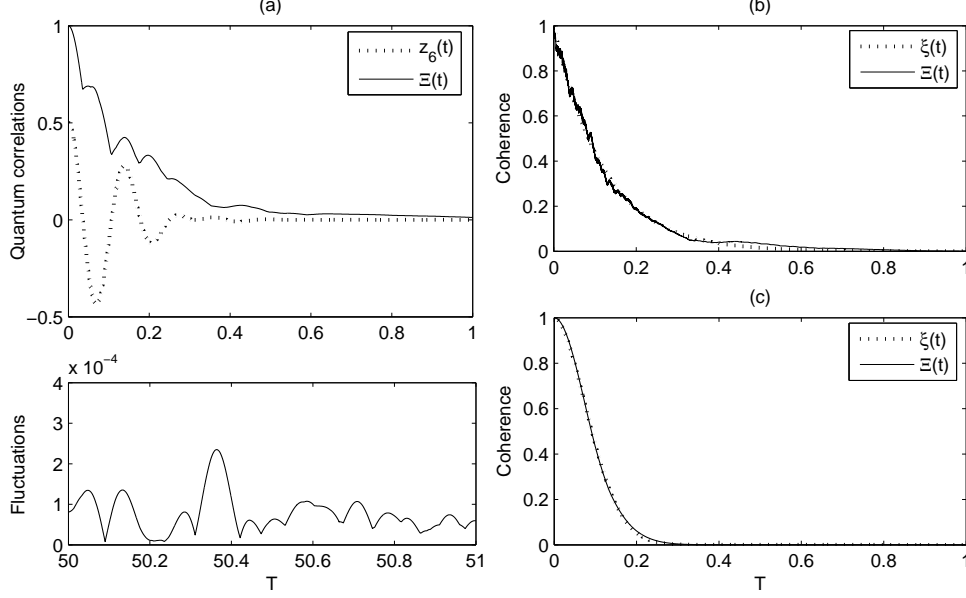 (a)
Quantum correlations
1
0.5
0
−0.5
z_6(t)
Ξ(t)
0 0.2 0.4 0.6 0.8 1
x 10^−4
Fluctuations
4
3
2
1
0
50 50.2 50.4 50.6 50.8 51
T
(b)
Coherence
1
0.8
0.6
0.4
0.2
0
ξ(t)
Ξ(t)
0 0.2 0.4 0.6 0.8 1
(c)
Coherence
1
0.8
0.6
0.4
0.2
0
ξ(t)
Ξ(t)
0 0.2 0.4 0.6 0.8 1
T